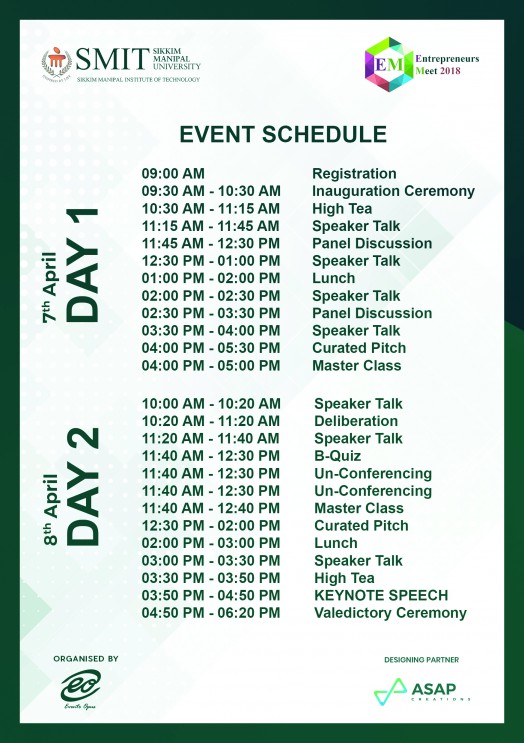 SMIT
SIKKIM
MANIPAL
UNIVERSITY
SIKKIM MANIPAL INSTITUTE OF TECHNOLOGY
EM
Entrepreneurs
Meet 2018
EVENT SCHEDULE
7th April
DAY 1
09:00 AM Registration
09:30 AM - 10:30 AM Inauguration Ceremony
10:30 AM - 11:15 AM High Tea
11:15 AM - 11:45 AM Speaker Talk
11:45 AM - 12:30 PM Panel Discussion
12:30 PM - 01:00 PM Speaker Talk
01:00 PM - 02:00 PM Lunch
02:00 PM - 02:30 PM Speaker Talk
02:30 PM - 03:30 PM Panel Discussion
03:30 PM - 04:00 PM Speaker Talk
04:00 PM - 05:30 PM Curated Pitch
04:00 PM - 05:00 PM Master Class
8th April
DAY 2
10:00 AM - 10:20 AM Speaker Talk
10:20 AM - 11:20 AM Deliberation
11:20 AM - 11:40 AM Speaker Talk
11:40 AM - 12:30 PM B-Quiz
11:40 AM - 12:30 PM Un-Conferencing
11:40 AM - 12:30 PM Un-Conferencing
11:40 AM - 12:40 PM Master Class
12:30 PM - 02:00 PM Curated Pitch
02:00 PM - 03:00 PM Lunch
03:00 PM - 03:30 PM Speaker Talk
03:30 PM - 03:50 PM High Tea
03:50 PM - 04:50 PM KEYNOTE SPEECH
04:50 PM - 06:20 PM Valedictory Ceremony
ORGANISED BY
eo
DESIGNING PARTNER
ASAP
CREATIONS